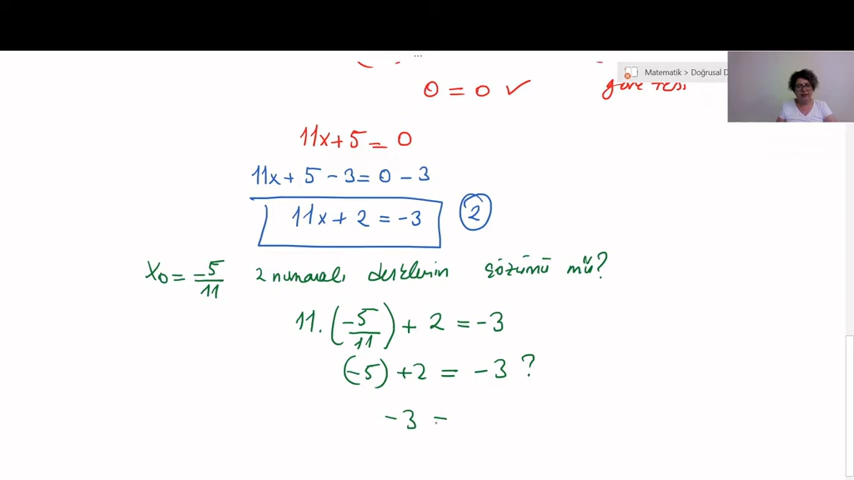 Matematik > Doğrusal D
0 = 0 ✓
göre
11x+5 = 0
11x + 5 - 3 = 0 - 3
11x + 2 = -3 2
x0 = -5/11 2 numaralı denklemin çözümü mü?
11. (-5/11) + 2 = -3
(-5) + 2 = -3 ?
-3 =